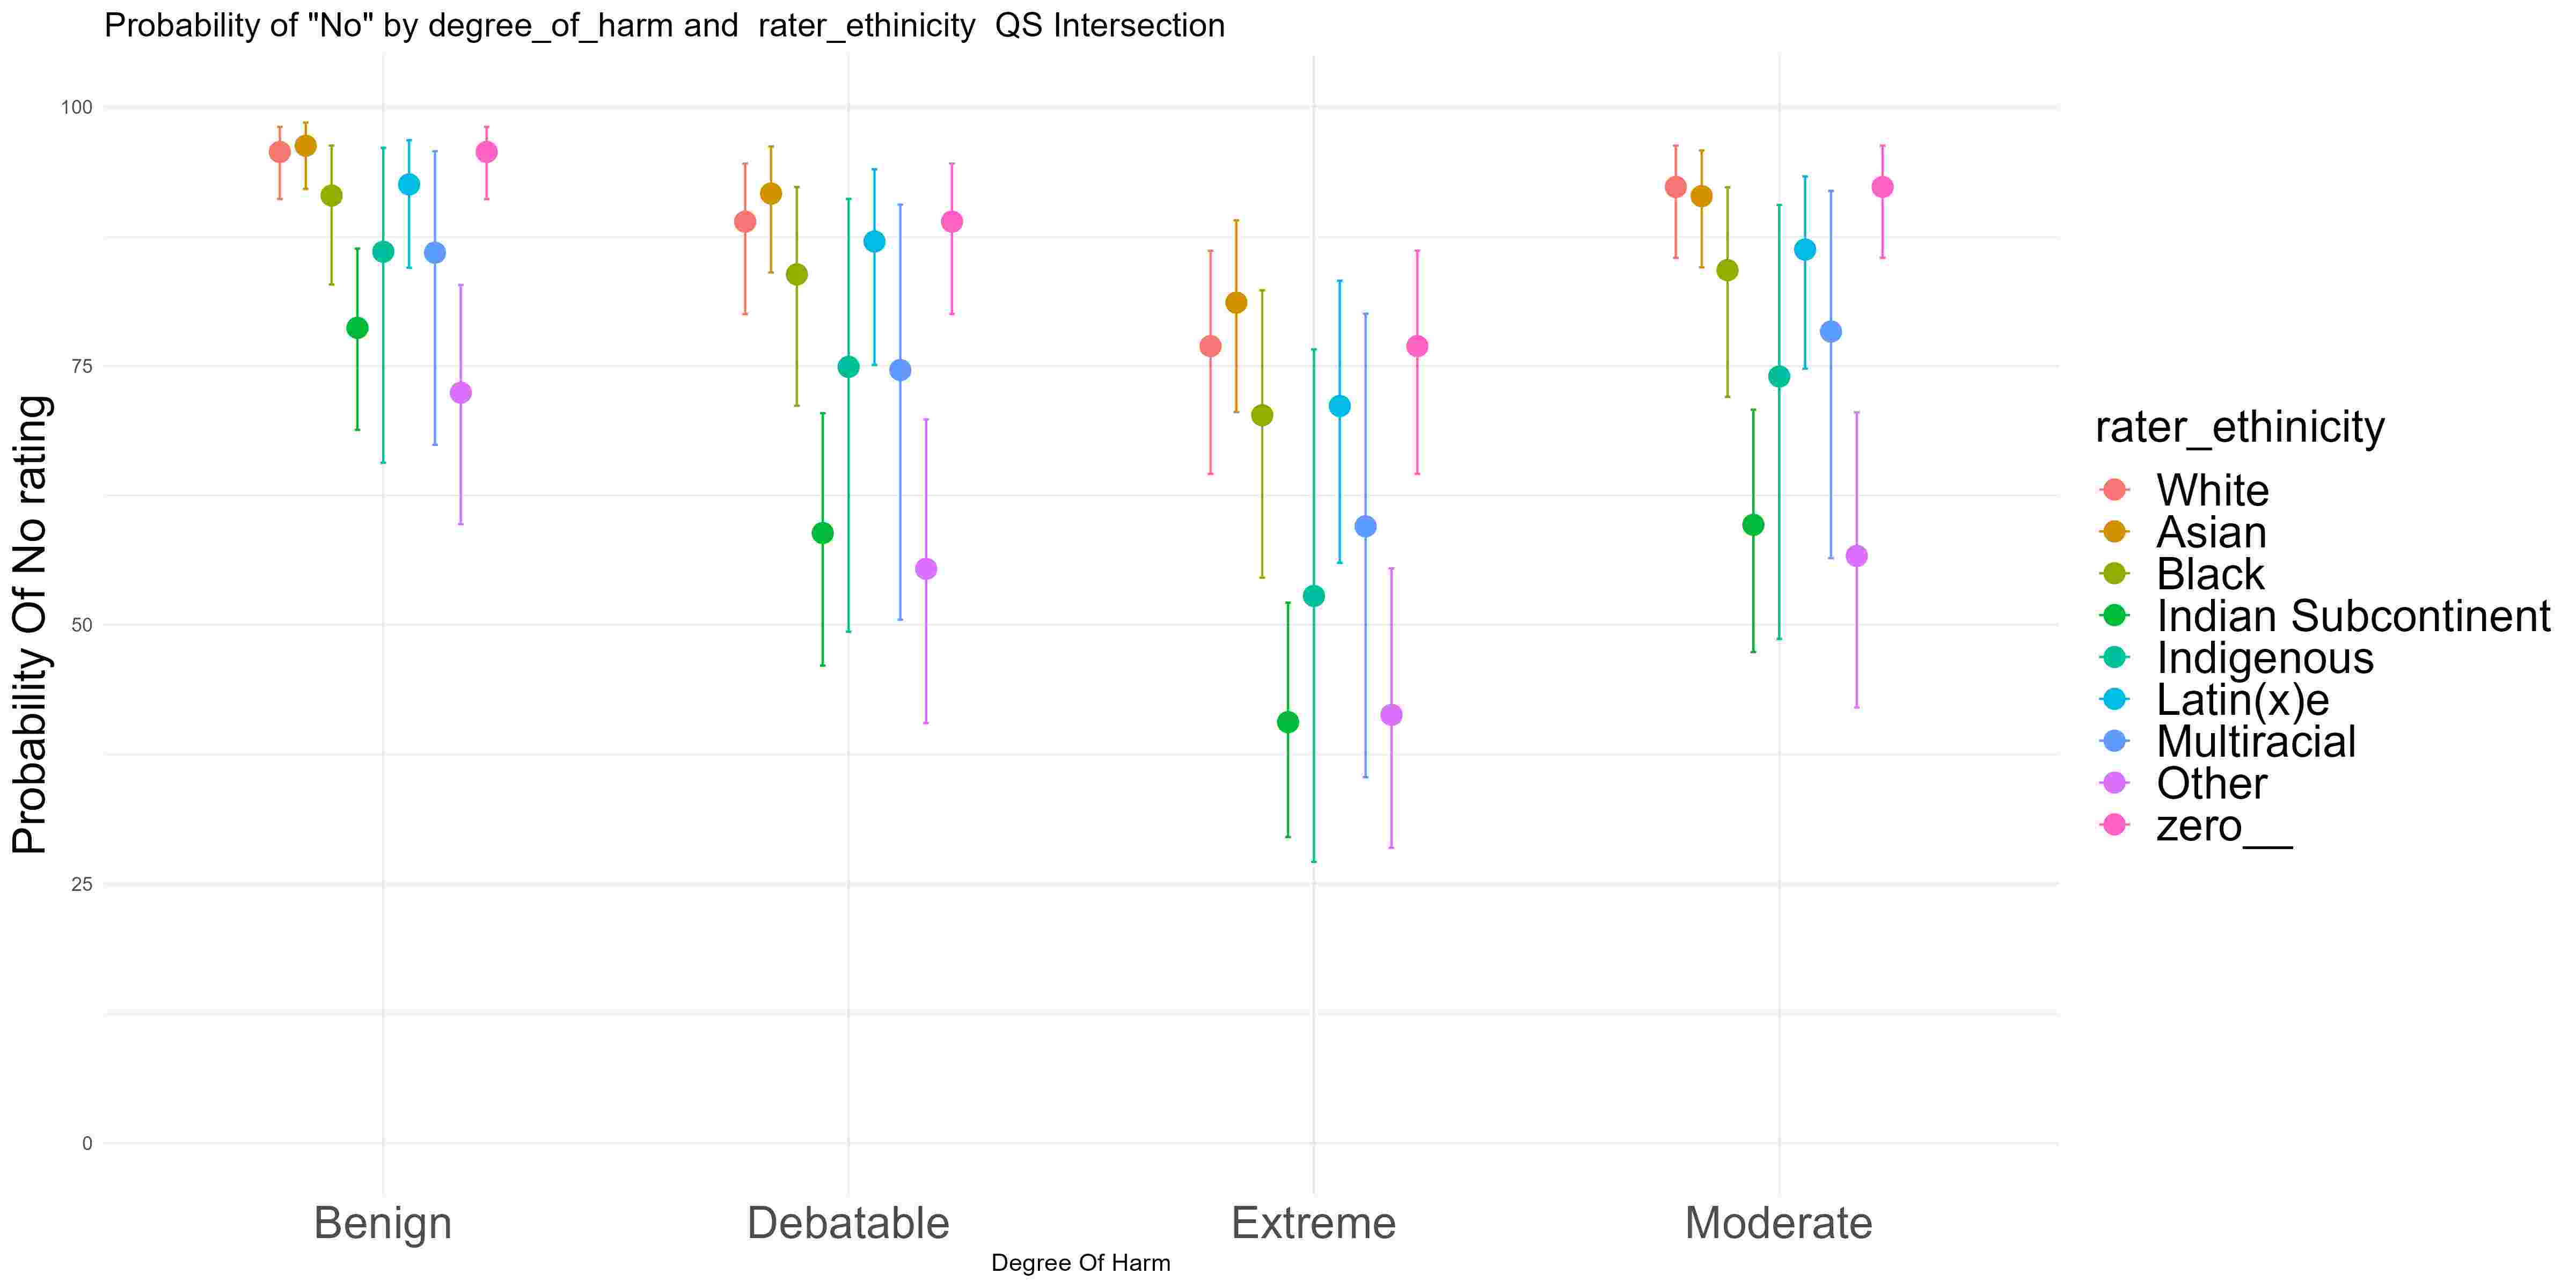 Probability of "No" by degree_of_harm and  rater_ethinicity  QS Intersection
Probability Of No rating
100
75
50
25
0
Benign
Debatable
Extreme
Moderate
Degree Of Harm
rater_ethinicity
White
Asian
Black
Indian Subcontinent
Indigenous
Latin(x)e
Multiracial
Other
zero__